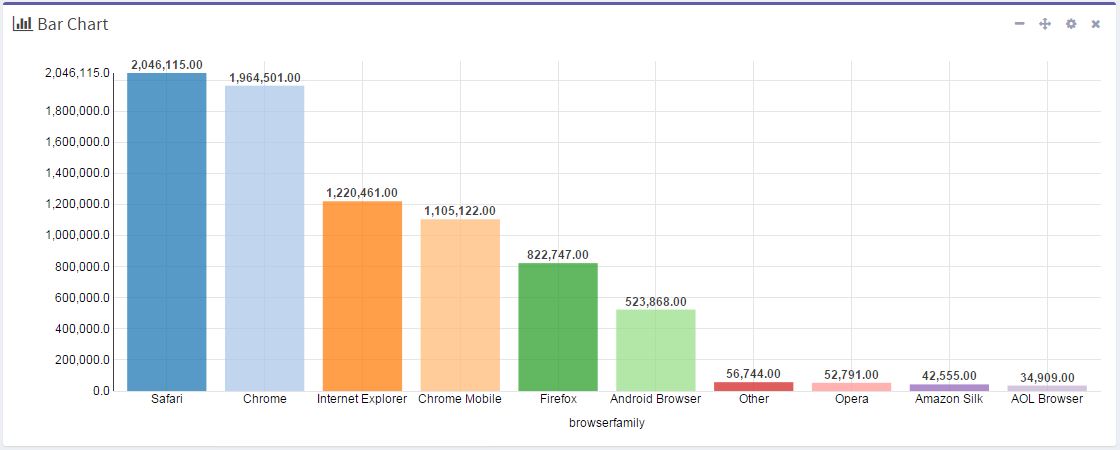 Bar Chart
2,046,115.00
1,964,501.00
1,220,461.00
1,105,122.00
822,747.00
523,868.00
56,744.00
52,791.00
42,555.00
34,909.00
2,046,115.0
1,800,000.0
1,600,000.0
1,400,000.0
1,200,000.0
1,000,000.0
800,000.0
600,000.0
400,000.0
200,000.0
0.0
Safari
Chrome
Internet Explorer
Chrome Mobile
Firefox
Android Browser
Other
Opera
Amazon Silk
AOL Browser
browserfamily